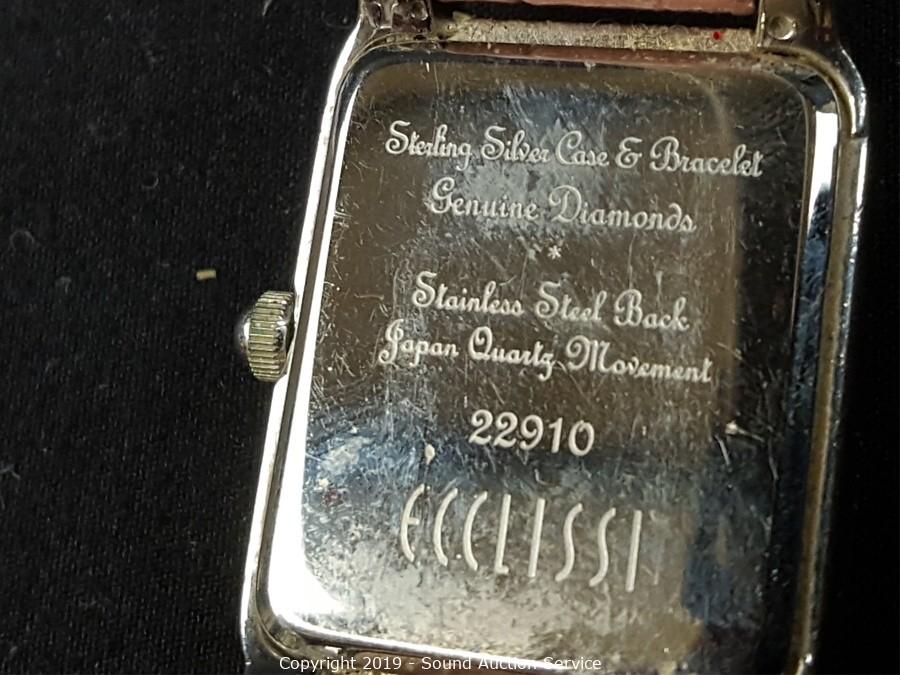 Sterling Silver Case & Bracelet
Genuine Diamonds
*
Stainless Steel Back
Japan Quartz Movement
22910
ECCLISSI
Copyright 2019 - Sound Auction Service